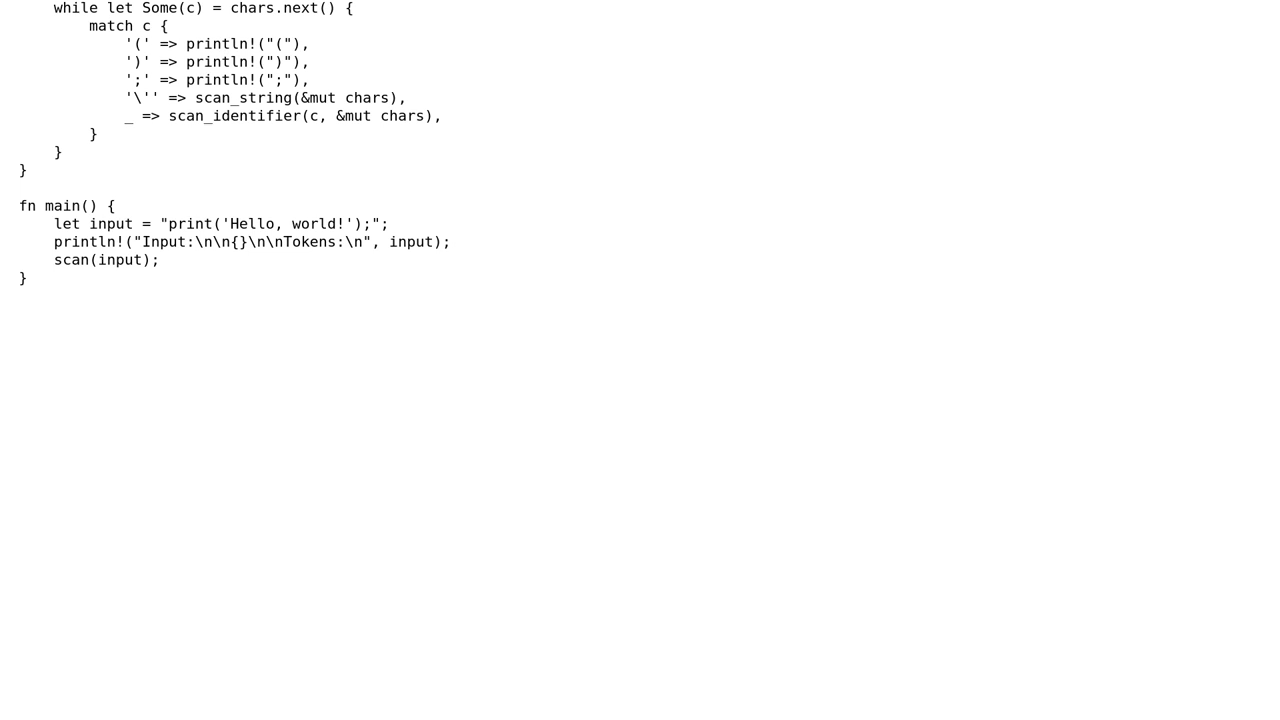 while let Some(c) = chars.next() {
        match c {
            '(' => println!("("),
            ')' => println!(")"),
            ';' => println!(";"),
            '\'' => scan_string(&mut chars),
            _ => scan_identifier(c, &mut chars),
        }
    }
}

fn main() {
    let input = "print('Hello, world!');";
    println!("Input:\n\n{}\n\nTokens:\n", input);
    scan(input);
}